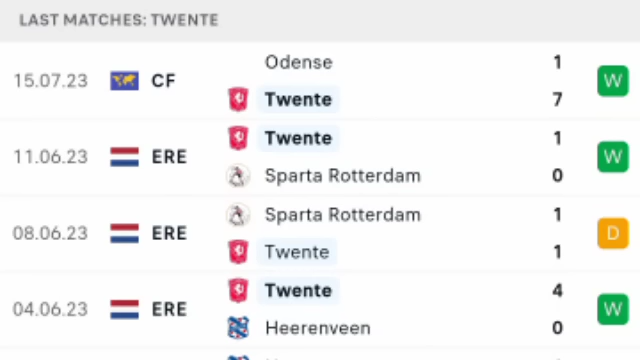 LAST MATCHES: TWENTE
15.07.23 CF Odense 1 W
Twente 7
11.06.23 ERE Twente 1 W
Sparta Rotterdam 0
08.06.23 ERE Sparta Rotterdam 1 D
Twente 1
04.06.23 ERE Twente 4 W
Heerenveen 0